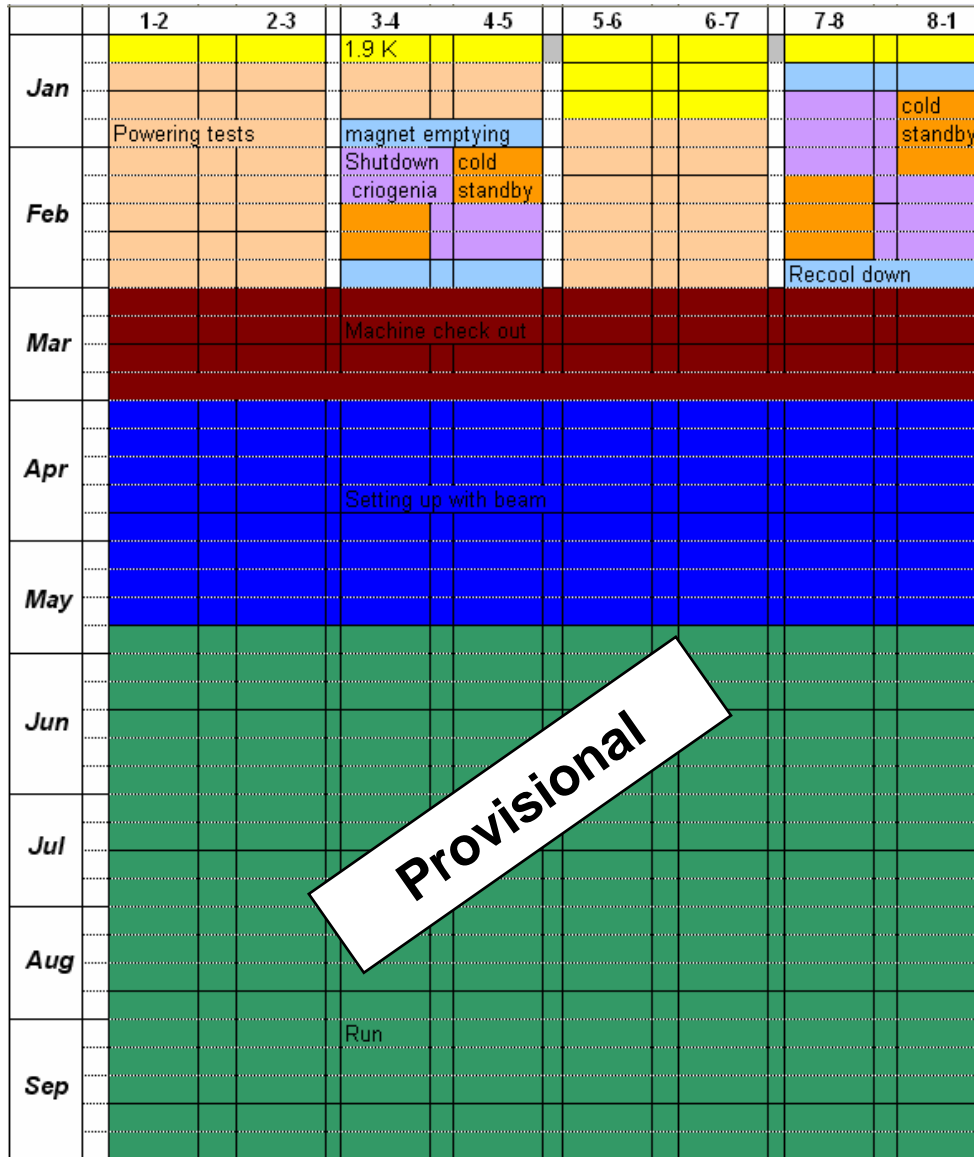 1-2 2-3 3-4 4-5 5-6 6-7 7-8 8-1
1.9 K
Jan
cold
Powering tests magnet emptying standby
Shutdown cold
criogenia standby
Feb
Recool down
Machine check out
Mar
Apr
Setting up with beam
May
Jun
Provisional
Jul
Aug
Run
Sep